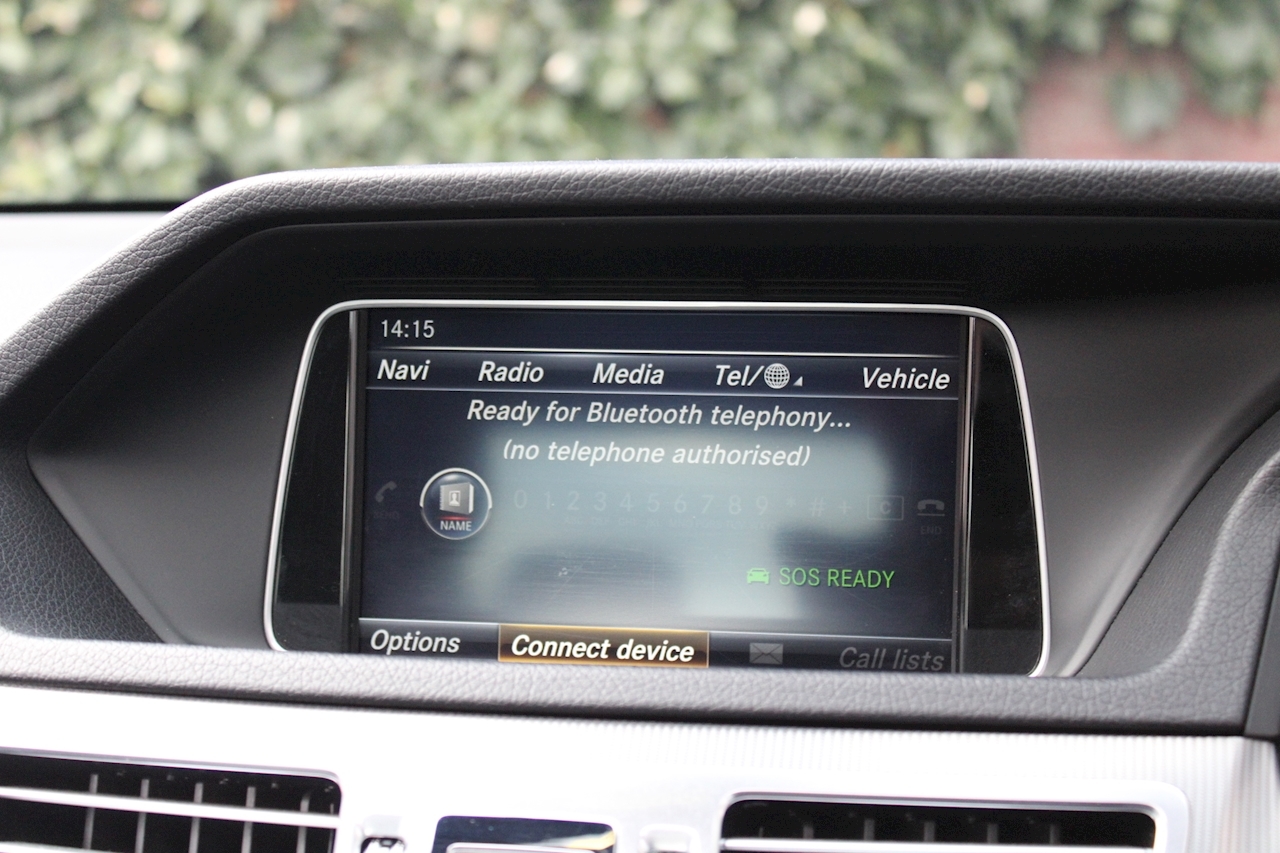 14:15
Navi Radio Media Tel/ Vehicle
Ready for Bluetooth telephony...
(no telephone authorised)
NAME 0 1 2 3 4 5 6 7 8 9 * # + C
END
SOS READY
Options Connect device Call lists